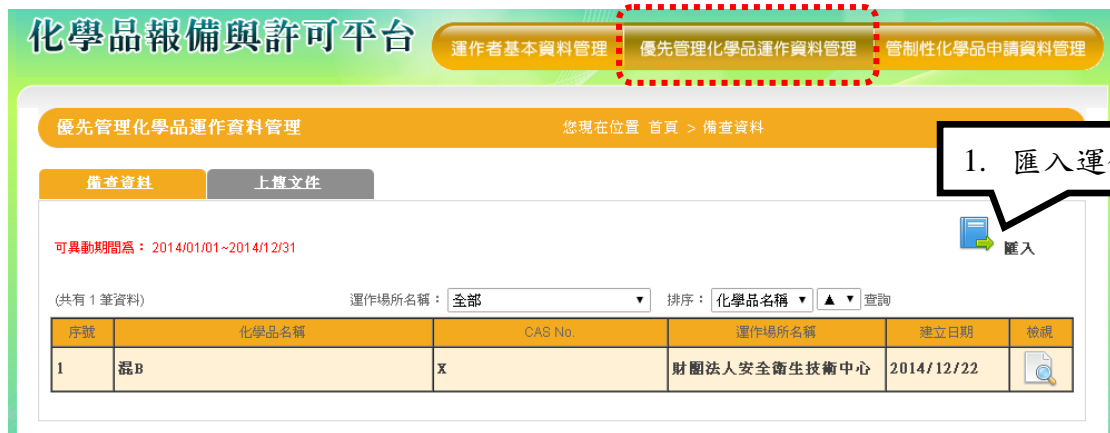 化學品報備與許可平台
運作者基本資料管理 優先管理化學品運作資料管理 管制性化學品申請資料管理
優先管理化學品運作資料管理 您現在位置 首頁 > 備查資料
1. 匯入運
備查資料 上傳文件
可異動期間為： 2014/01/01~2014/12/31 匯入
(共有 1 筆資料) 運作場所名稱： 全部 ▼ 排序： 化學品名稱 ▼ ▲ ▼ 查詢
序號 化學品名稱 CAS No. 運作場所名稱 建立日期 檢視
1 磊B X 財團法人安全衛生技術中心 2014/12/22